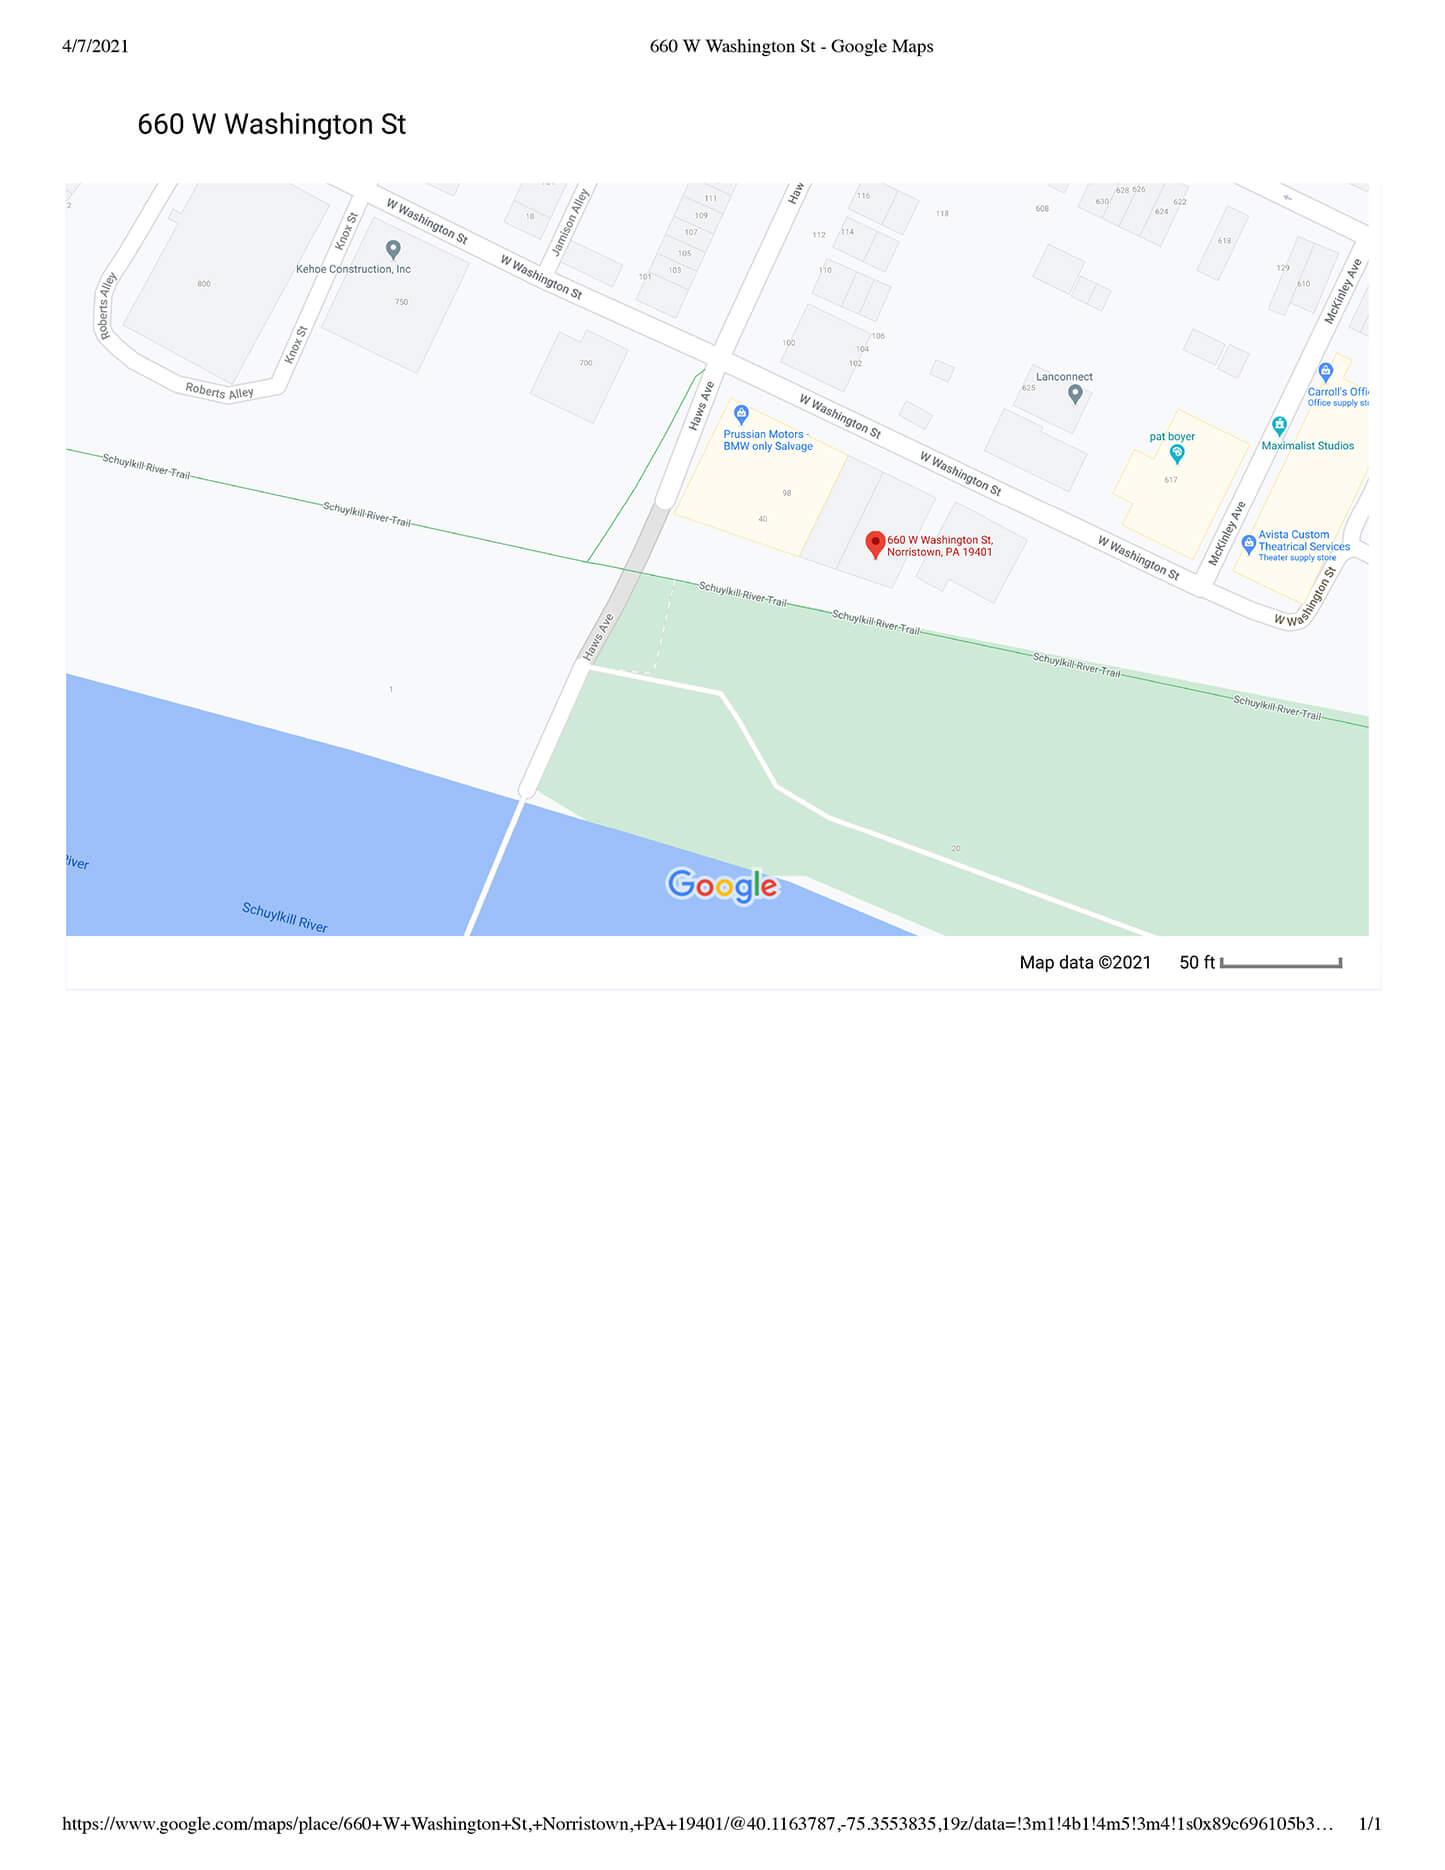 4/7/2021
660 W Washington St - Google Maps
660 W Washington St
2
Roberts Alley
800
Knox St
Knox St
Roberts Alley
W Washington St
Kehoe Construction, Inc
750
W Washington St
18
Jamison Alley
700
111
109
107
105
103
101
Haws Ave
116
112
114
118
110
100
106
104
102
608
630
628
626
624
622
618
129
610
McKinley Ave
Lanconnect
625
W Washington St
W Washington St
W Washington St
pat boyer
617
Carroll's Offi
Office supply sto
Maximalist Studios
McKinley Ave
Avista Custom
Theatrical Services
Theater supply store
W Washington St
Prussian Motors -
BMW only Salvage
98
40
660 W Washington St,
Norristown, PA 19401
Schuylkill River Trail
Schuylkill River Trail
Schuylkill River Trail
Schuylkill River Trail
Schuylkill River Trail
Schuylkill River Trail
Haws Ave
1
20
River
Schuylkill River
Google
Map data ©2021
50 ft
https://www.google.com/maps/place/660+W+Washington+St,+Norristown,+PA+19401/@40.1163787,-75.3553835,19z/data=!3m1!4b1!4m5!3m4!1s0x89c696105b3…
1/1